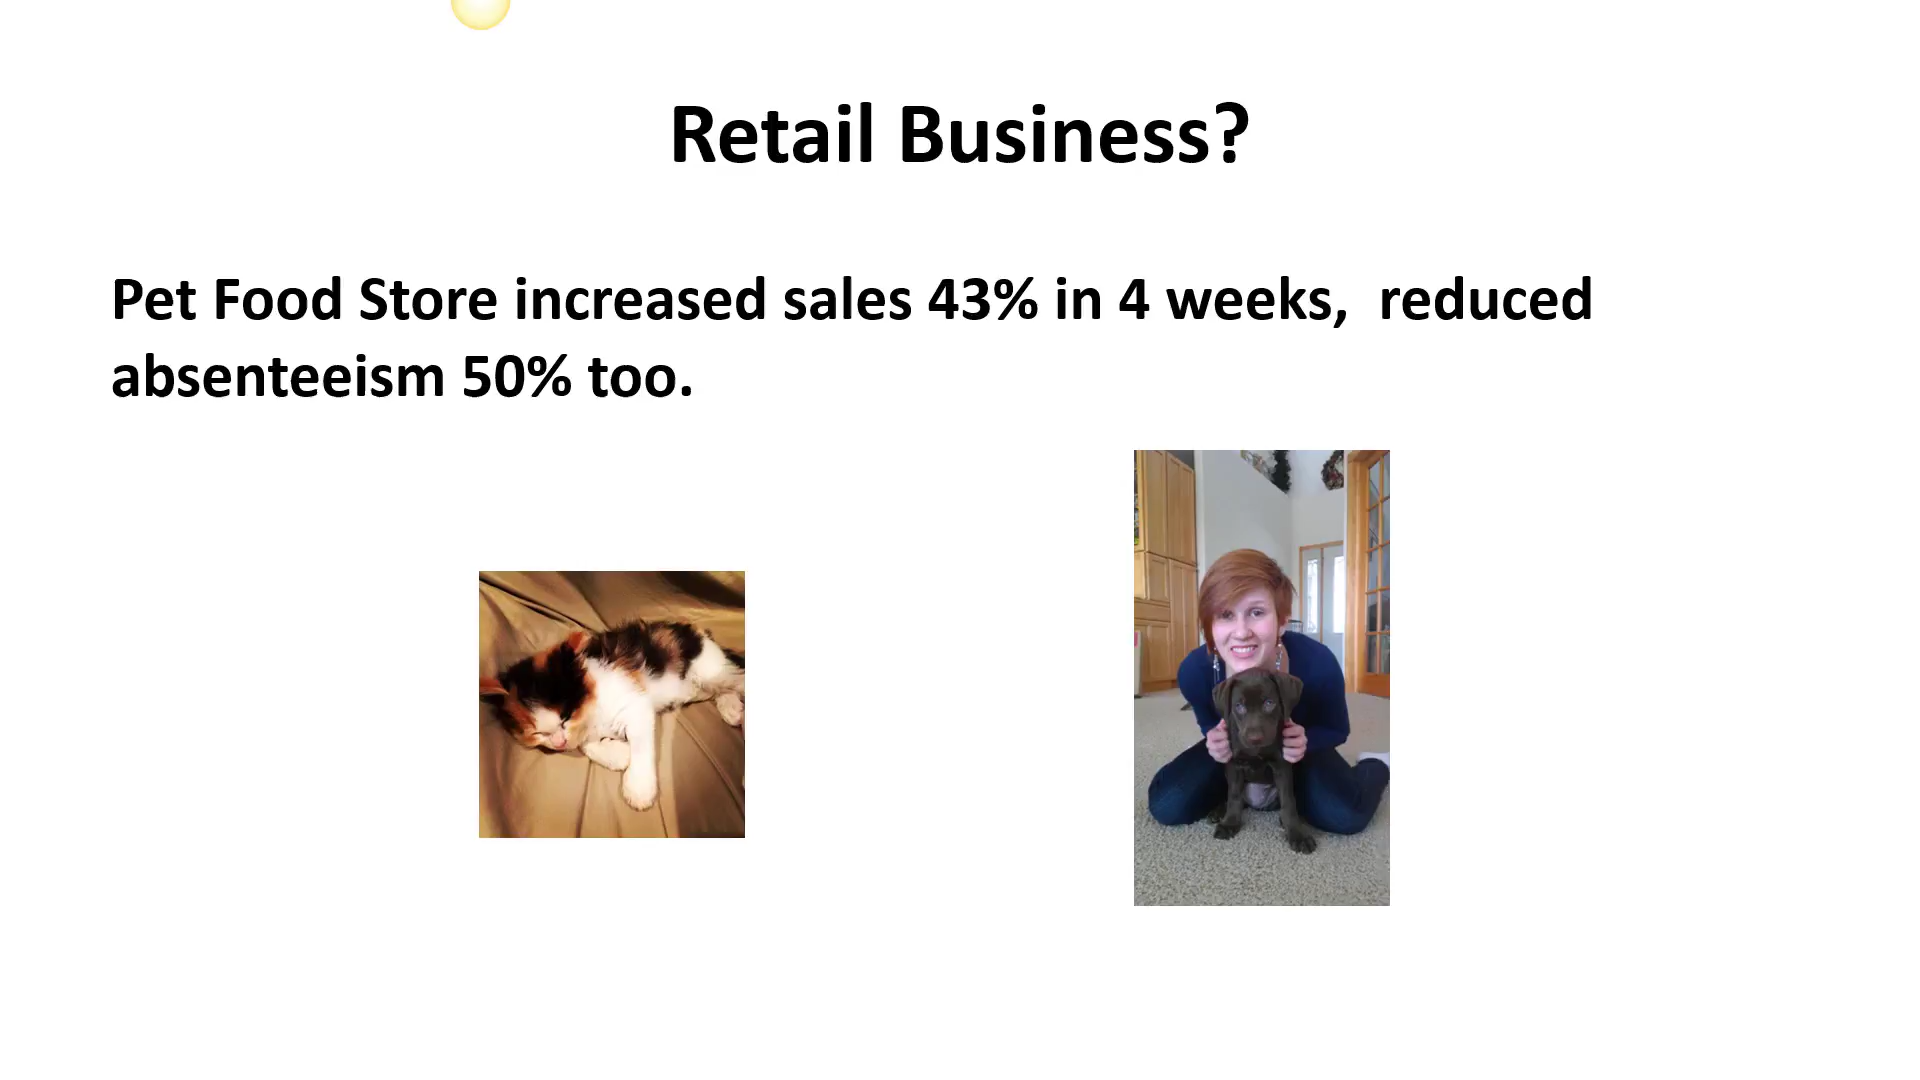 Retail Business?
Pet Food Store increased sales 43% in 4 weeks,  reduced
absenteeism 50% too.